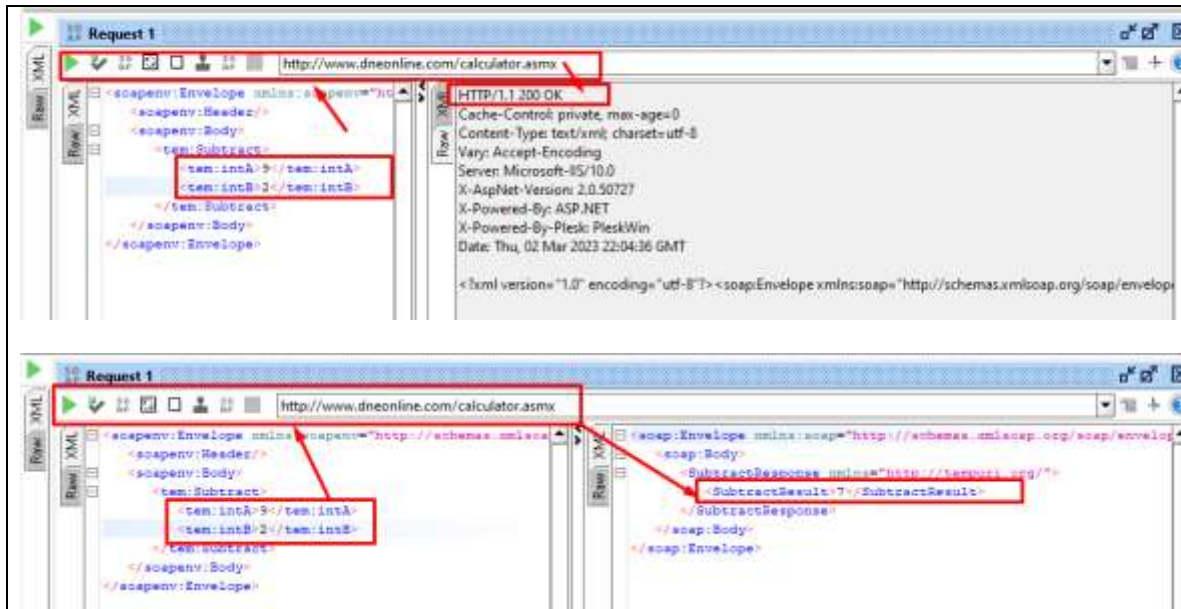 Request 1
XML
Raw
http://www.dneonline.com/calculator.asmx
XML
Raw
<soapenv:Envelope xmlns:soapenv="ht
<soapenv:Header/>
<soapenv:Body>
<tem:Subtract>
<tem:intA>9</tem:intA>
<tem:intB>2</tem:intB>
</tem:Subtract>
</soapenv:Body>
</soapenv:Envelope>
XML
Raw
HTTP/1.1 200 OK
Cache-Control: private, max-age=0
Content-Type: text/xml; charset=utf-8
Vary: Accept-Encoding
Server: Microsoft-IIS/10.0
X-AspNet-Version: 2.0.50727
X-Powered-By: ASP.NET
X-Powered-By-Plesk: PleskWin
Date: Thu, 02 Mar 2023 22:04:36 GMT
<?xml version="1.0" encoding="utf-8"?><soap:Envelope xmlns:soap="http://schemas.xmlsoap.org/soap/envelop
Request 1
XML
Raw
http://www.dneonline.com/calculator.asmx
XML
Raw
<soapenv:Envelope xmlns:soapenv="http://schemas.xmlsoa
<soapenv:Header/>
<soapenv:Body>
<tem:Subtract>
<tem:intA>9</tem:intA>
<tem:intB>2</tem:intB>
</tem:Subtract>
</soapenv:Body>
</soapenv:Envelope>
XML
Raw
<soap:Envelope xmlns:soap="http://schemas.xmlsoap.org/soap/envelop
<soap:Body>
<SubtractResponse xmlns="http://tempuri.org/">
<SubtractResult>7</SubtractResult>
</SubtractResponse>
</soap:Body>
</soap:Envelope>